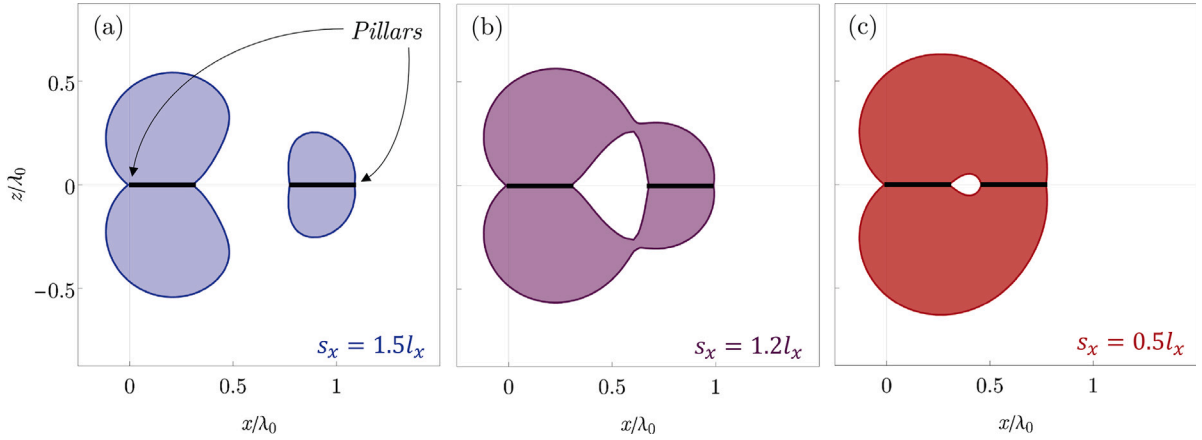 (a)
Pillars
(b)
(c)
0.5
0
−0.5
z/λ₀
sₓ = 1.5lₓ
sₓ = 1.2lₓ
sₓ = 0.5lₓ
0 0.5 1
0 0.5 1
0 0.5 1
x/λ₀
x/λ₀
x/λ₀